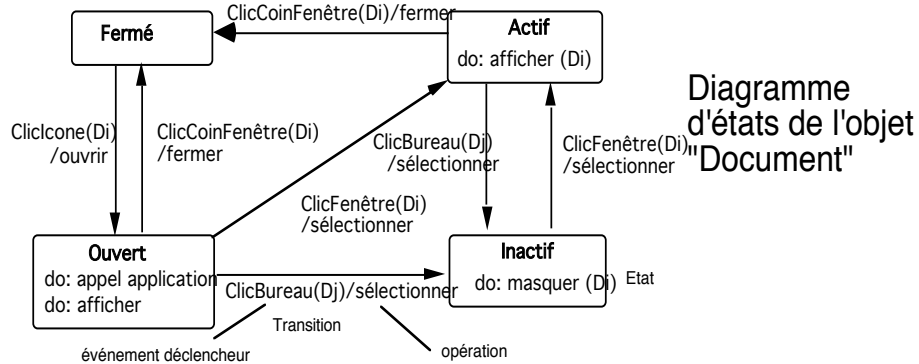 ClicCoinFenêtre(Di)/fermer
Fermé
Actif
do: afficher (Di)
Diagramme
d'états de l'objet
"Document"
ClicIcone(Di)
/ouvrir
ClicCoinFenêtre(Di)
/fermer
ClicBureau(Dj)
/sélectionner
ClicFenêtre(Di)
/sélectionner
ClicFenêtre(Di)
/sélectionner
Ouvert
do: appel application
do: afficher
Inactif
do: masquer (Di)
Etat
ClicBureau(Dj)/sélectionner
Transition
événement déclencheur
opération